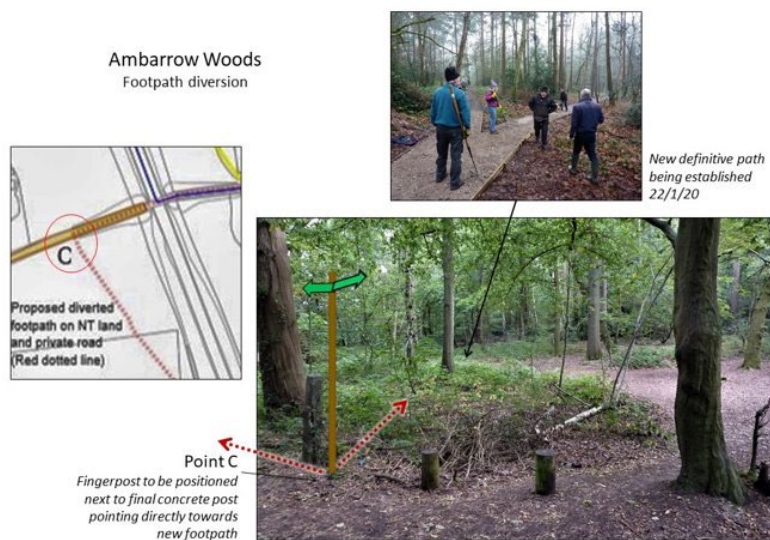 Ambarrow Woods
Footpath diversion
New definitive path
being established
22/1/20
C
Proposed diverted
footpath on NT land
and private road
(Red dotted line)
Point C
Fingerpost to be positioned
next to final concrete post
pointing directly towards
new footpath